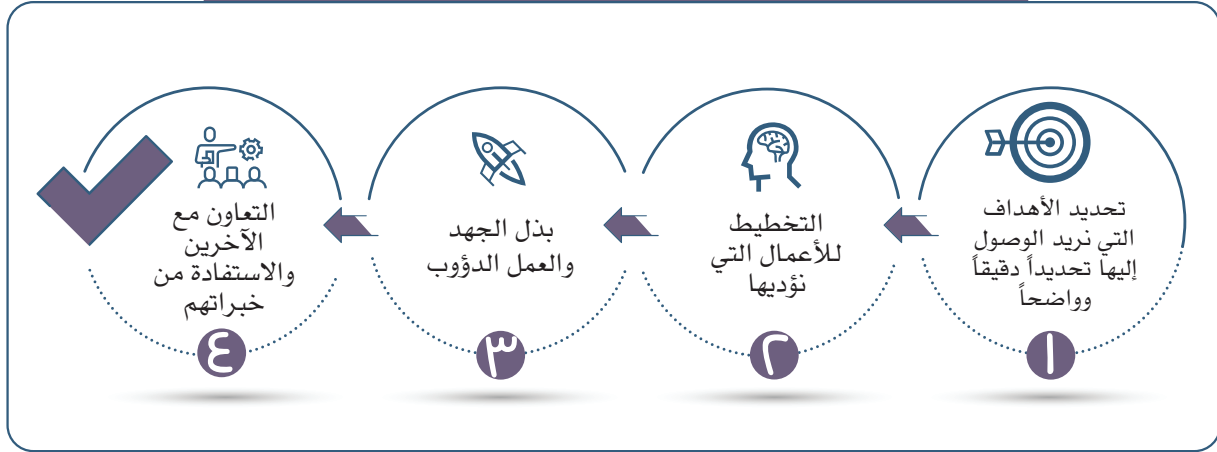 تحديد الأهداف
التي نريد الوصول
إليها تحديداً دقيقاً
وواضحاً
١
التخطيط
للأعمال التي
نؤديها
٢
بذل الجهد
والعمل الدؤوب
٣
التعاون مع
الآخرين
والاستفادة من
خبراتهم
٤